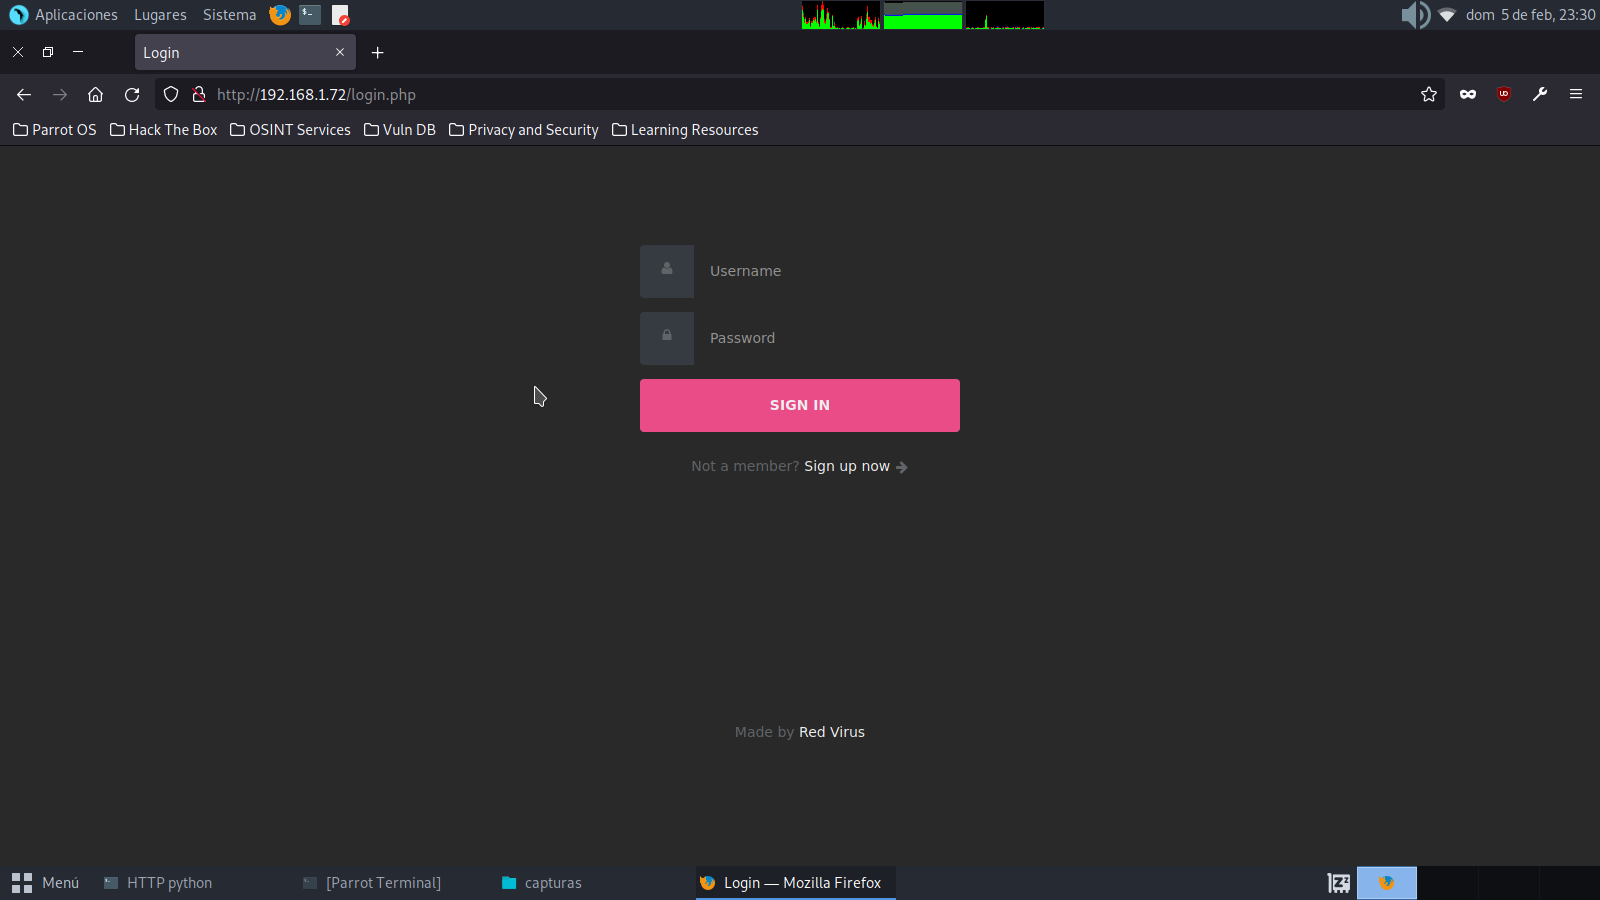 Aplicaciones Lugares Sistema
dom 5 de feb, 23:30
Login
http://192.168.1.72/login.php
Parrot OS Hack The Box OSINT Services Vuln DB Privacy and Security Learning Resources
Username
Password
SIGN IN
Not a member? Sign up now
Made by Red Virus
Menú HTTP python [Parrot Terminal] capturas Login — Mozilla Firefox